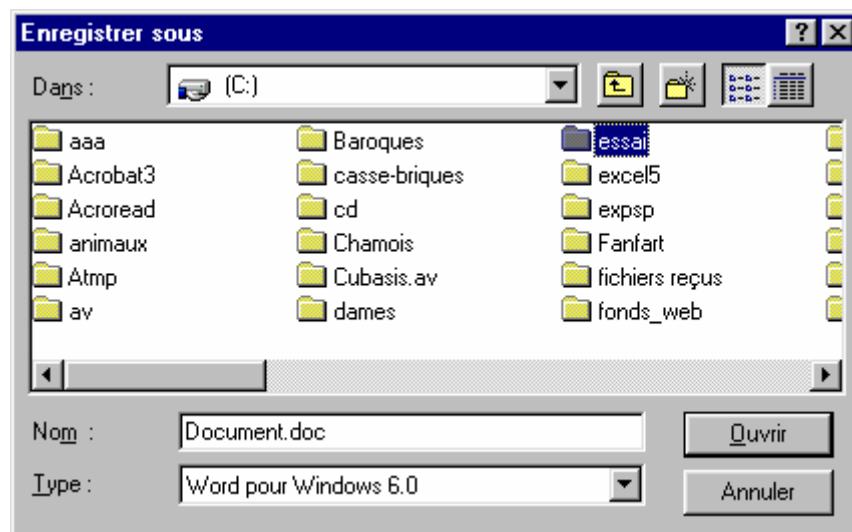 Enregistrer sous
Dans : (C:)
aaa Baroques essai
Acrobat3 casse-briques excel5
Acroread cd expsp
animaux Chamois Fanfart
Atmp Cubasis.av fichiers reçus
av dames fonds_web
Nom : Document.doc Ouvrir
Type : Word pour Windows 6.0 Annuler